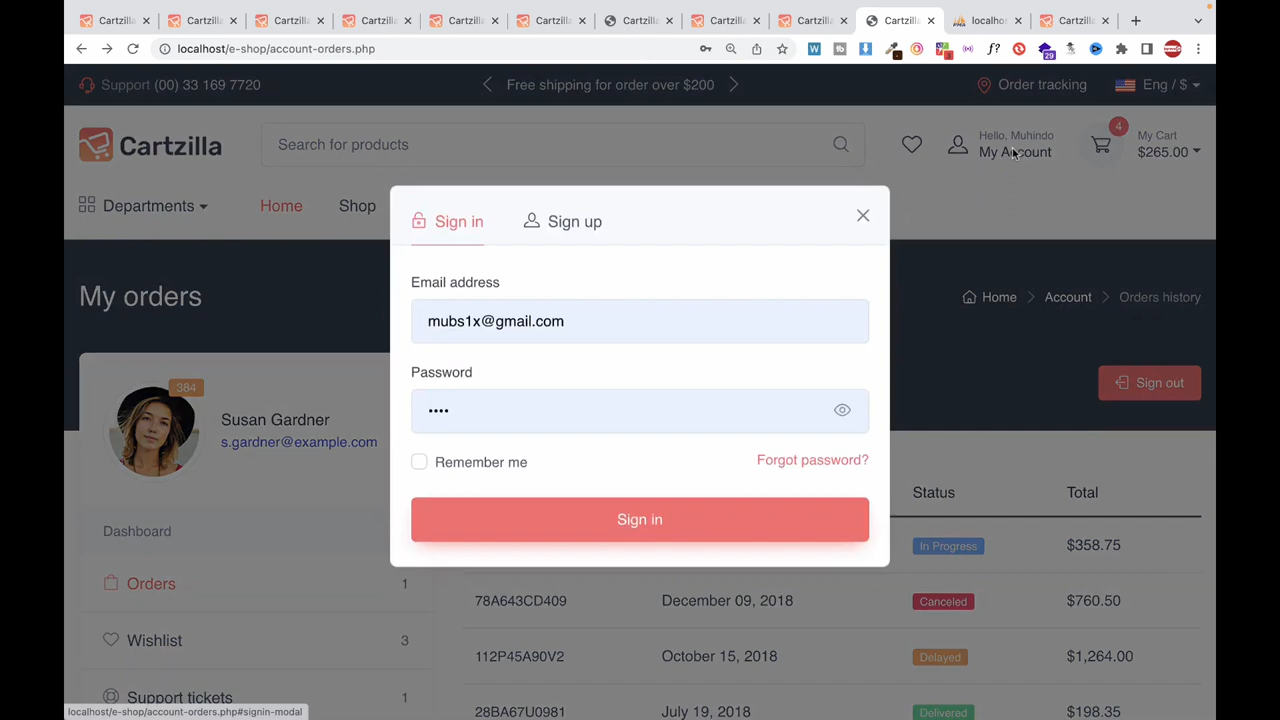 Cartzilla
Cartzilla
Cartzilla
Cartzilla
Cartzilla
Cartzilla
Cartzilla
Cartzilla
Cartzilla
Cartzilla
localhos
Cartzilla
localhost/e-shop/account-orders.php
Support (00) 33 169 7720
Free shipping for order over $200
Order tracking
Eng / $
Cartzilla
Search for products
Hello, Muhindo
My Account
4
My Cart
$265.00
Departments
Home
Shop
Sign in
Sign up
My orders
Home
Account
Orders history
Email address
mubs1x@gmail.com
Password
••••
Remember me
Forgot password?
Sign in
Sign out
384
Susan Gardner
s.gardner@example.com
Dashboard
Orders
1
Wishlist
3
Support tickets
1
Status
Total
In Progress
$358.75
78A643CD409
December 09, 2018
Canceled
$760.50
112P45A90V2
October 15, 2018
Delayed
$1,264.00
28BA67U0981
July 19, 2018
Delivered
$198.35
localhost/e-shop/account-orders.php#signin-modal